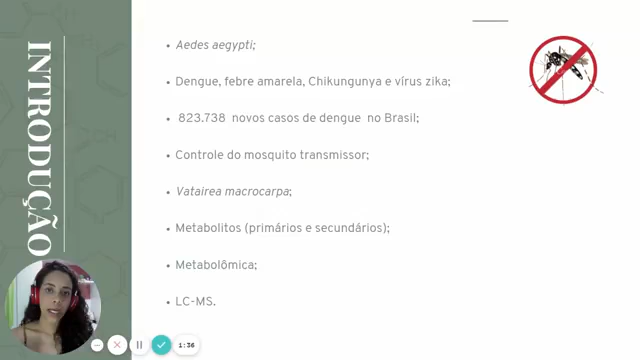 INTRODUÇÃO
• Aedes aegypti;
• Dengue, febre amarela, Chikungunya e vírus zika;
• 823.738 novos casos de dengue no Brasil;
• Controle do mosquito transmissor;
• Vatairea macrocarpa;
• Metabolitos (primários e secundários);
• Metabolômica;
• LC-MS.
1:36